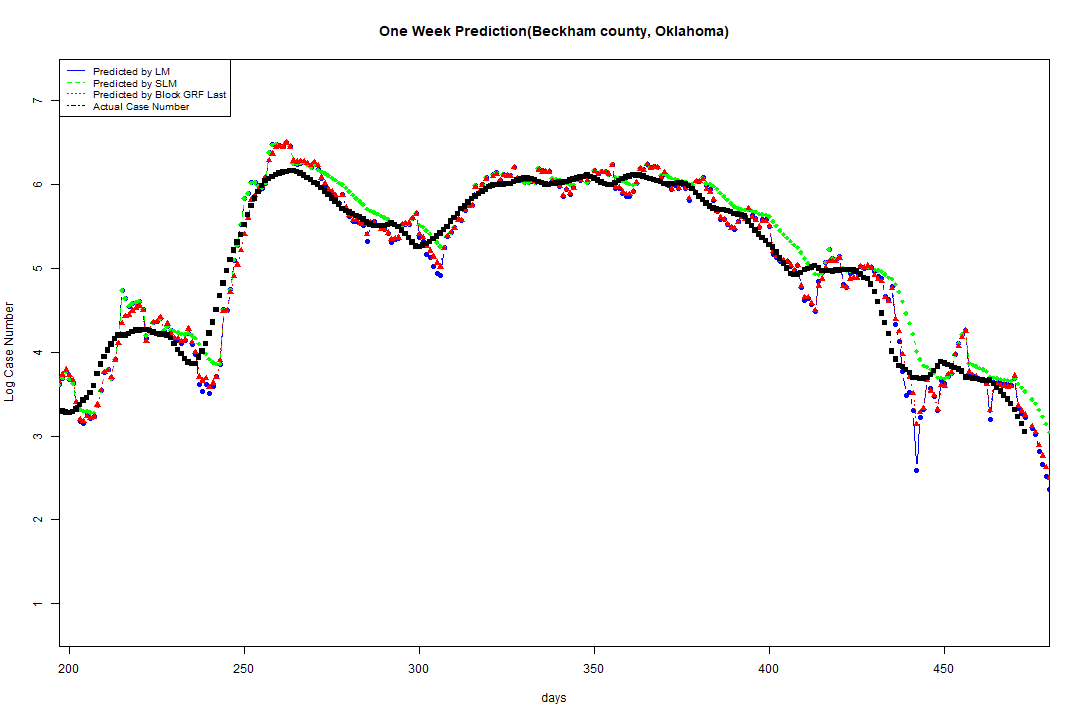 One Week Prediction(Beckham county, Oklahoma)
Predicted by LM
Predicted by SLM
Predicted by Block GRF Last
Actual Case Number
7
6
5
4
3
2
1
Log Case Number
200 250 300 350 400 450
days